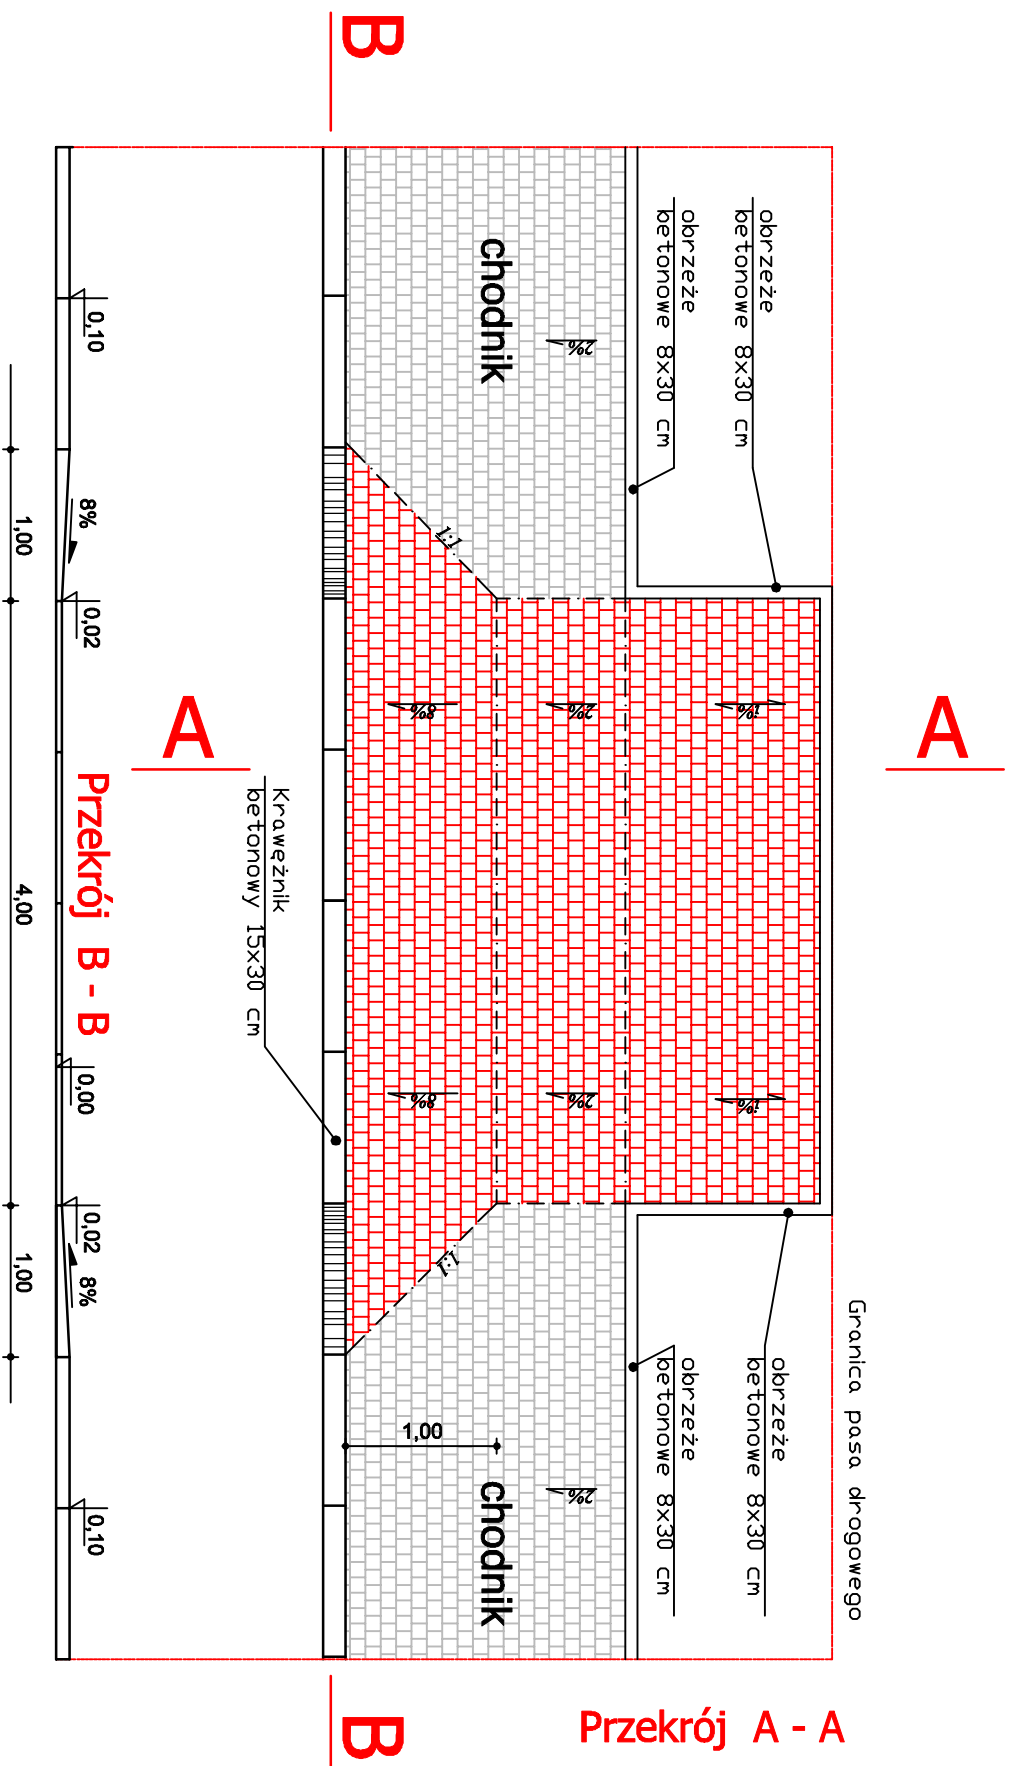 B
B
obrzeże
betonowe 8x30 cm
obrzeże
betonowe 8x30 cm
obrzeże
betonowe 8x30 cm
obrzeże
betonowe 8x30 cm
Granica pasa drogowego
chodnik
chodnik
2%
2%
2%
2%
8%
8%
1%
1%
1:1
1:1
1,00
A
A
Krawężnik
betonowy 15x30 cm
Przekrój A - A
Przekrój B - B
0,10
8%
0,02
0,00
0,02
8%
0,10
1,00
4,00
1,00